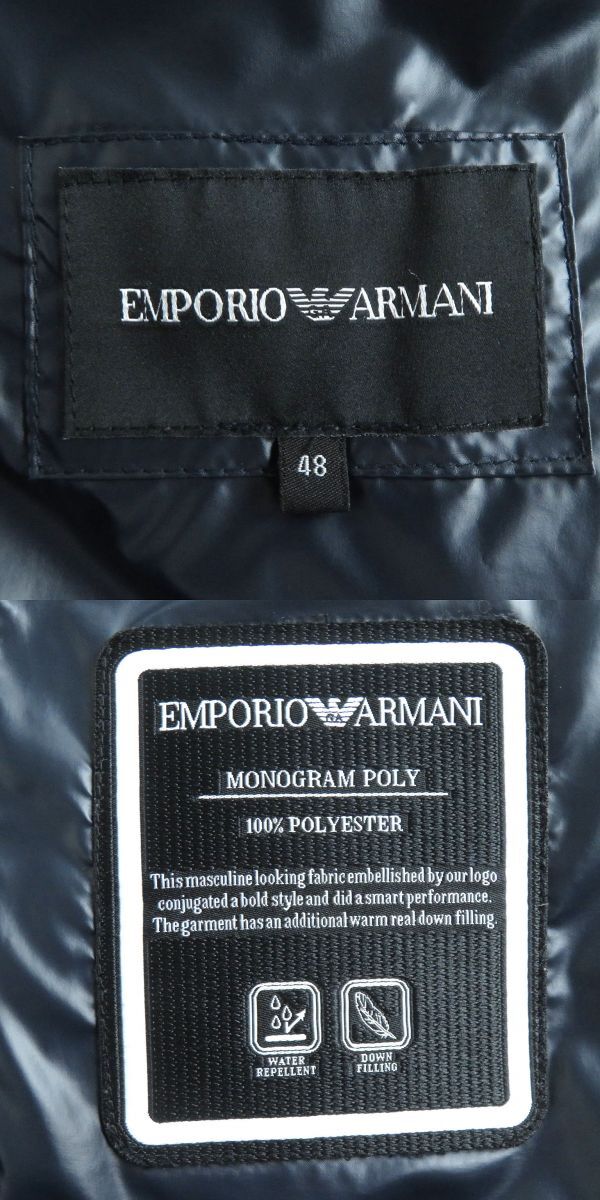 EMPORIO ARMANI
48
EMPORIO ARMANI
MONOGRAM POLY
100% POLYESTER
This masculine looking fabric embellished by our logo
conjugated a bold style and did a smart performance.
The garment has an additional warm real down filling.
WATER
REPELLENT
DOWN
FILLING